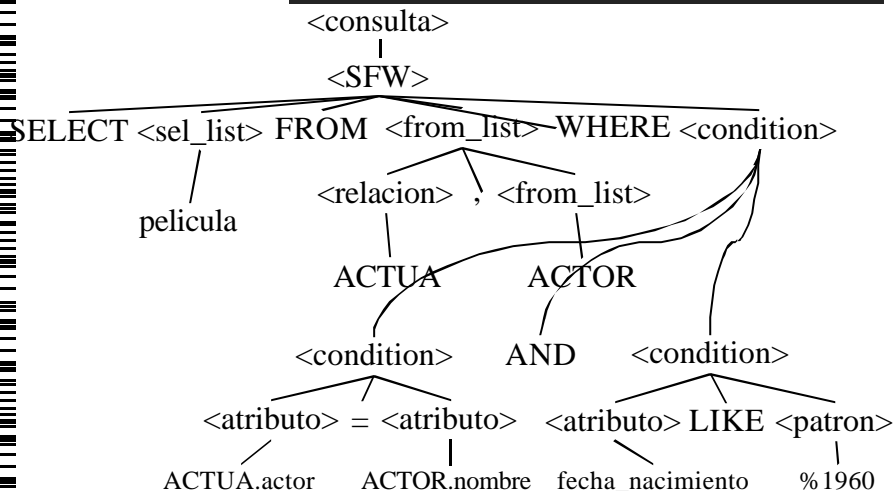 <consulta>
<SFW>
SELECT <sel_list> FROM <from_list> WHERE <condition>
<relacion> , <from_list>
pelicula
ACTUA ACTOR
<condition> AND <condition>
<atributo> = <atributo> <atributo> LIKE <patron>
ACTUA.actor ACTOR.nombre fecha_nacimiento %1960